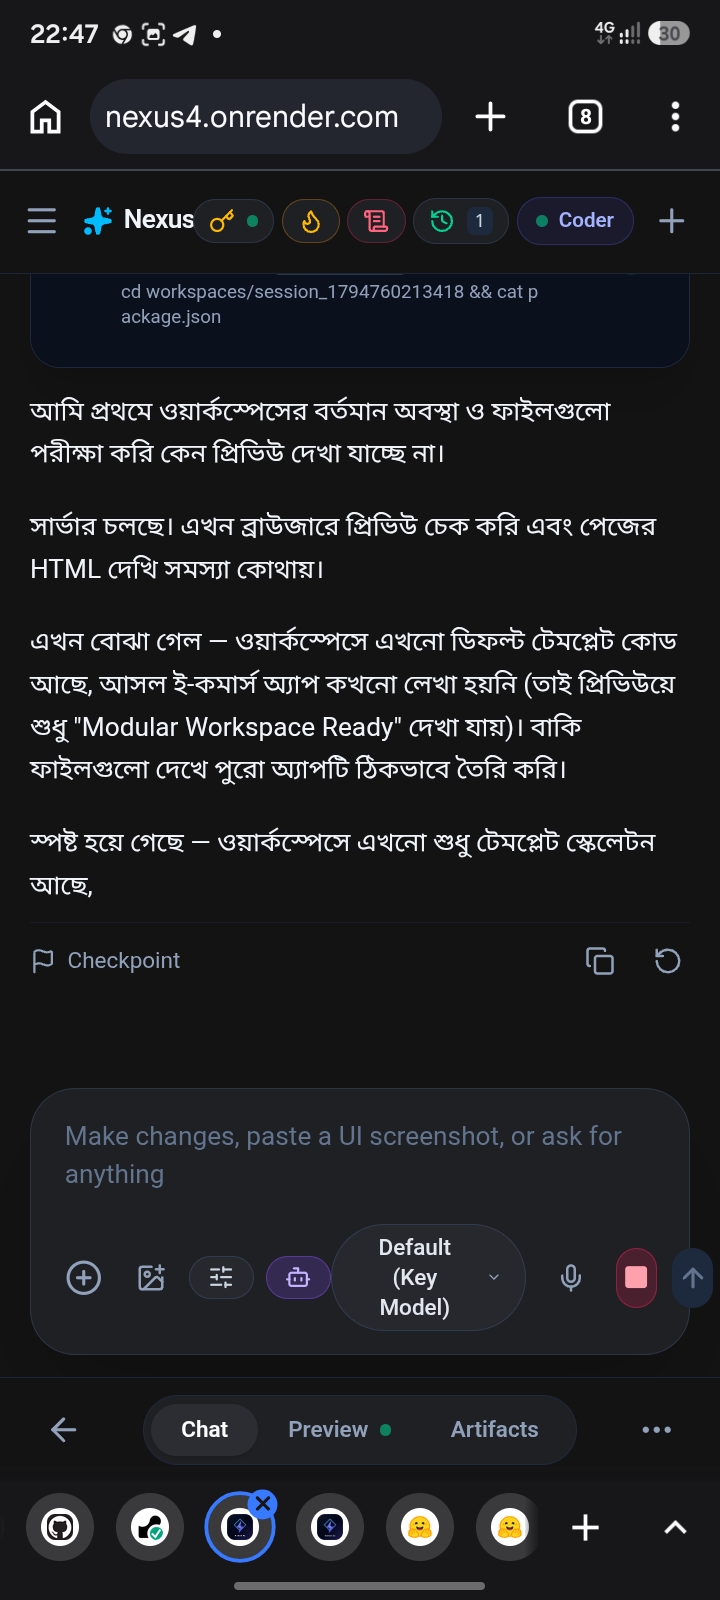 22:47
4G
30
nexus4.onrender.com
8
Nexus
1
Coder
cd workspaces/session_1794760213418 && cat p
ackage.json
আমি প্রথমে ওয়ার্কস্পেসের বর্তমান অবস্থা ও ফাইলগুলো
পরীক্ষা করি কেন প্রিভিউ দেখা যাচ্ছে না।
সার্ভার চলছে। এখন ব্রাউজারে প্রিভিউ চেক করি এবং পেজের
HTML দেখি সমস্যা কোথায়।
এখন বোঝা গেল — ওয়ার্কস্পেসে এখনো ডিফল্ট টেমপ্লেট কোড
আছে, আসল ই-কমার্স অ্যাপ কখনো লেখা হয়নি (তাই প্রিভিউয়ে
শুধু "Modular Workspace Ready" দেখা যায়)। বাকি
ফাইলগুলো দেখে পুরো অ্যাপটি ঠিকভাবে তৈরি করি।
স্পষ্ট হয়ে গেছে — ওয়ার্কস্পেসে এখনো শুধু টেমপ্লেট স্কেলেটন
আছে,
Checkpoint
Make changes, paste a UI screenshot, or ask for
anything
Default
(Key
Model)
Chat
Preview
Artifacts